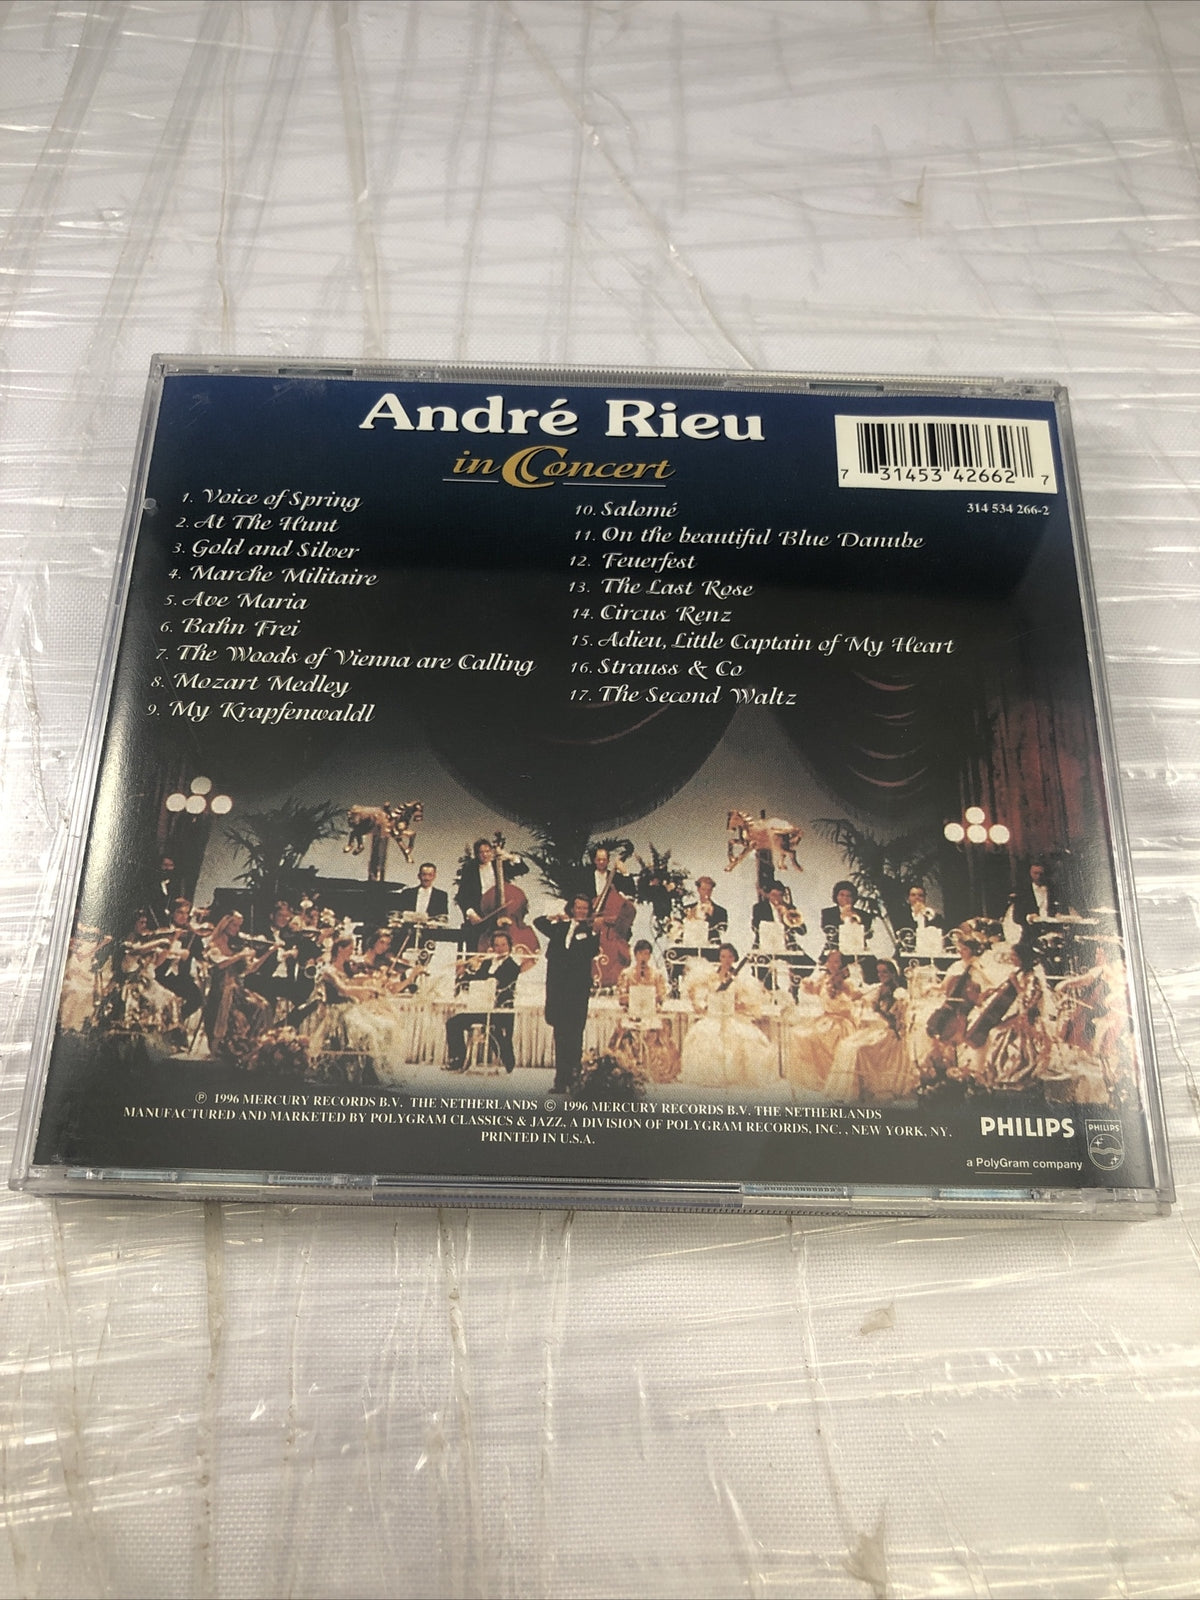 André Rieu
in Concert
7 31453 42662 7
314 534 266-2
1. Voice of Spring
2. At The Hunt
3. Gold and Silver
4. Marche Militaire
5. Ave Maria
6. Bahn Frei
7. The Woods of Vienna are Calling
8. Mozart Medley
9. My Krapfenwaldl
10. Salomé
11. On the beautiful Blue Danube
12. Feuerfest
13. The Last Rose
14. Circus Renz
15. Adieu, Little Captain of My Heart
16. Strauss & Co
17. The Second Waltz
℗ 1996 MERCURY RECORDS B.V. THE NETHERLANDS © 1996 MERCURY RECORDS B.V. THE NETHERLANDS
MANUFACTURED AND MARKETED BY POLYGRAM CLASSICS & JAZZ, A DIVISION OF POLYGRAM RECORDS, INC., NEW YORK, NY.
PRINTED IN U.S.A.
PHILIPS
PHILIPS
a PolyGram company